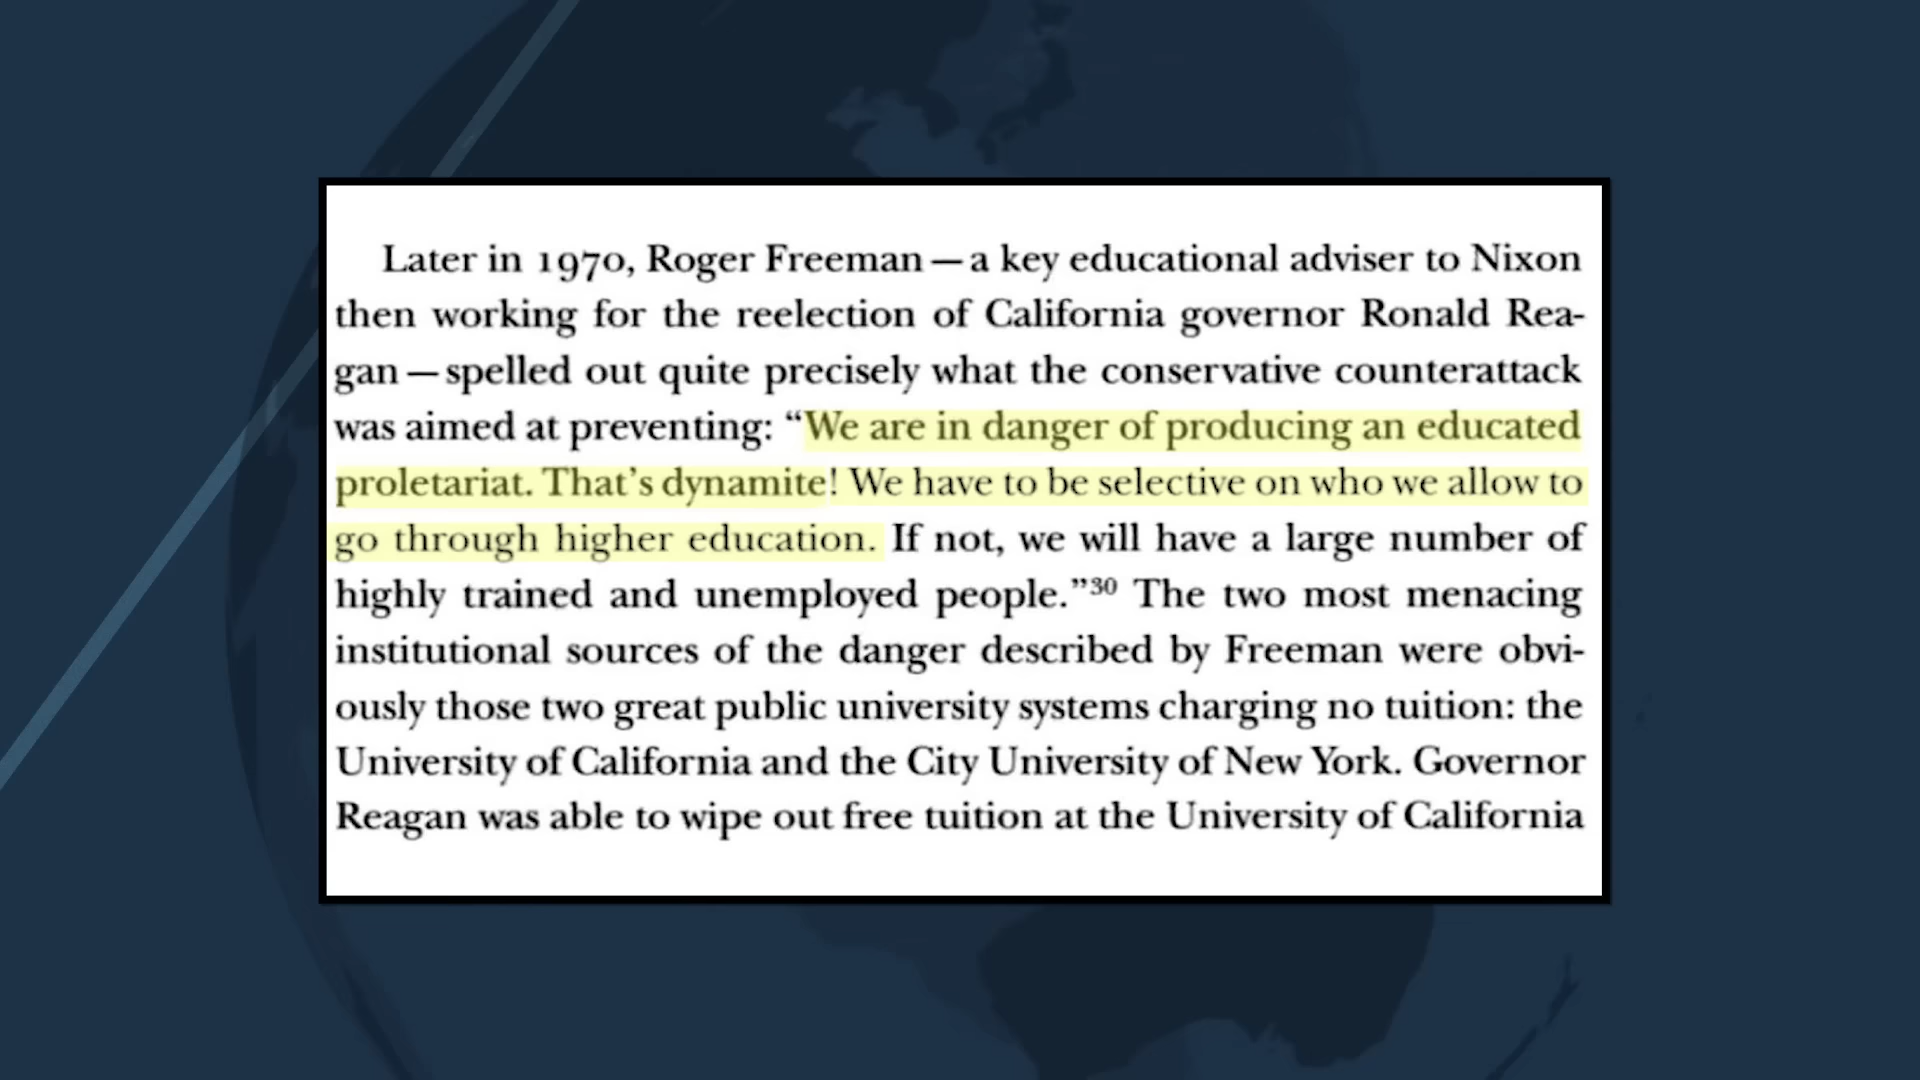 Later in 1970, Roger Freeman — a key educational adviser to Nixon
then working for the reelection of California governor Ronald Rea-
gan — spelled out quite precisely what the conservative counterattack
was aimed at preventing: “We are in danger of producing an educated
proletariat. That’s dynamite! We have to be selective on who we allow to
go through higher education. If not, we will have a large number of
highly trained and unemployed people.”30 The two most menacing
institutional sources of the danger described by Freeman were obvi-
ously those two great public university systems charging no tuition: the
University of California and the City University of New York. Governor
Reagan was able to wipe out free tuition at the University of California